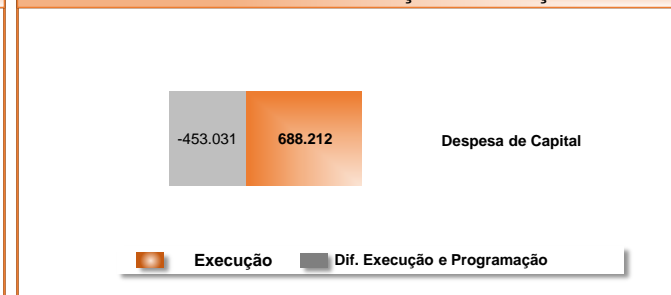 -453.031 688.212 Despesa de Capital
Execução Dif. Execução e Programação